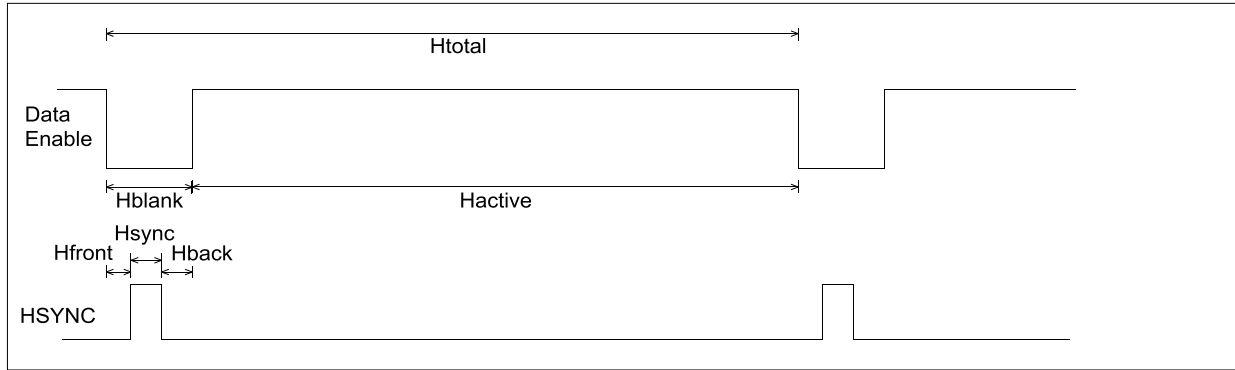 Htotal
Data
Enable
Hblank
Hactive
Hsync
Hfront
Hback
HSYNC